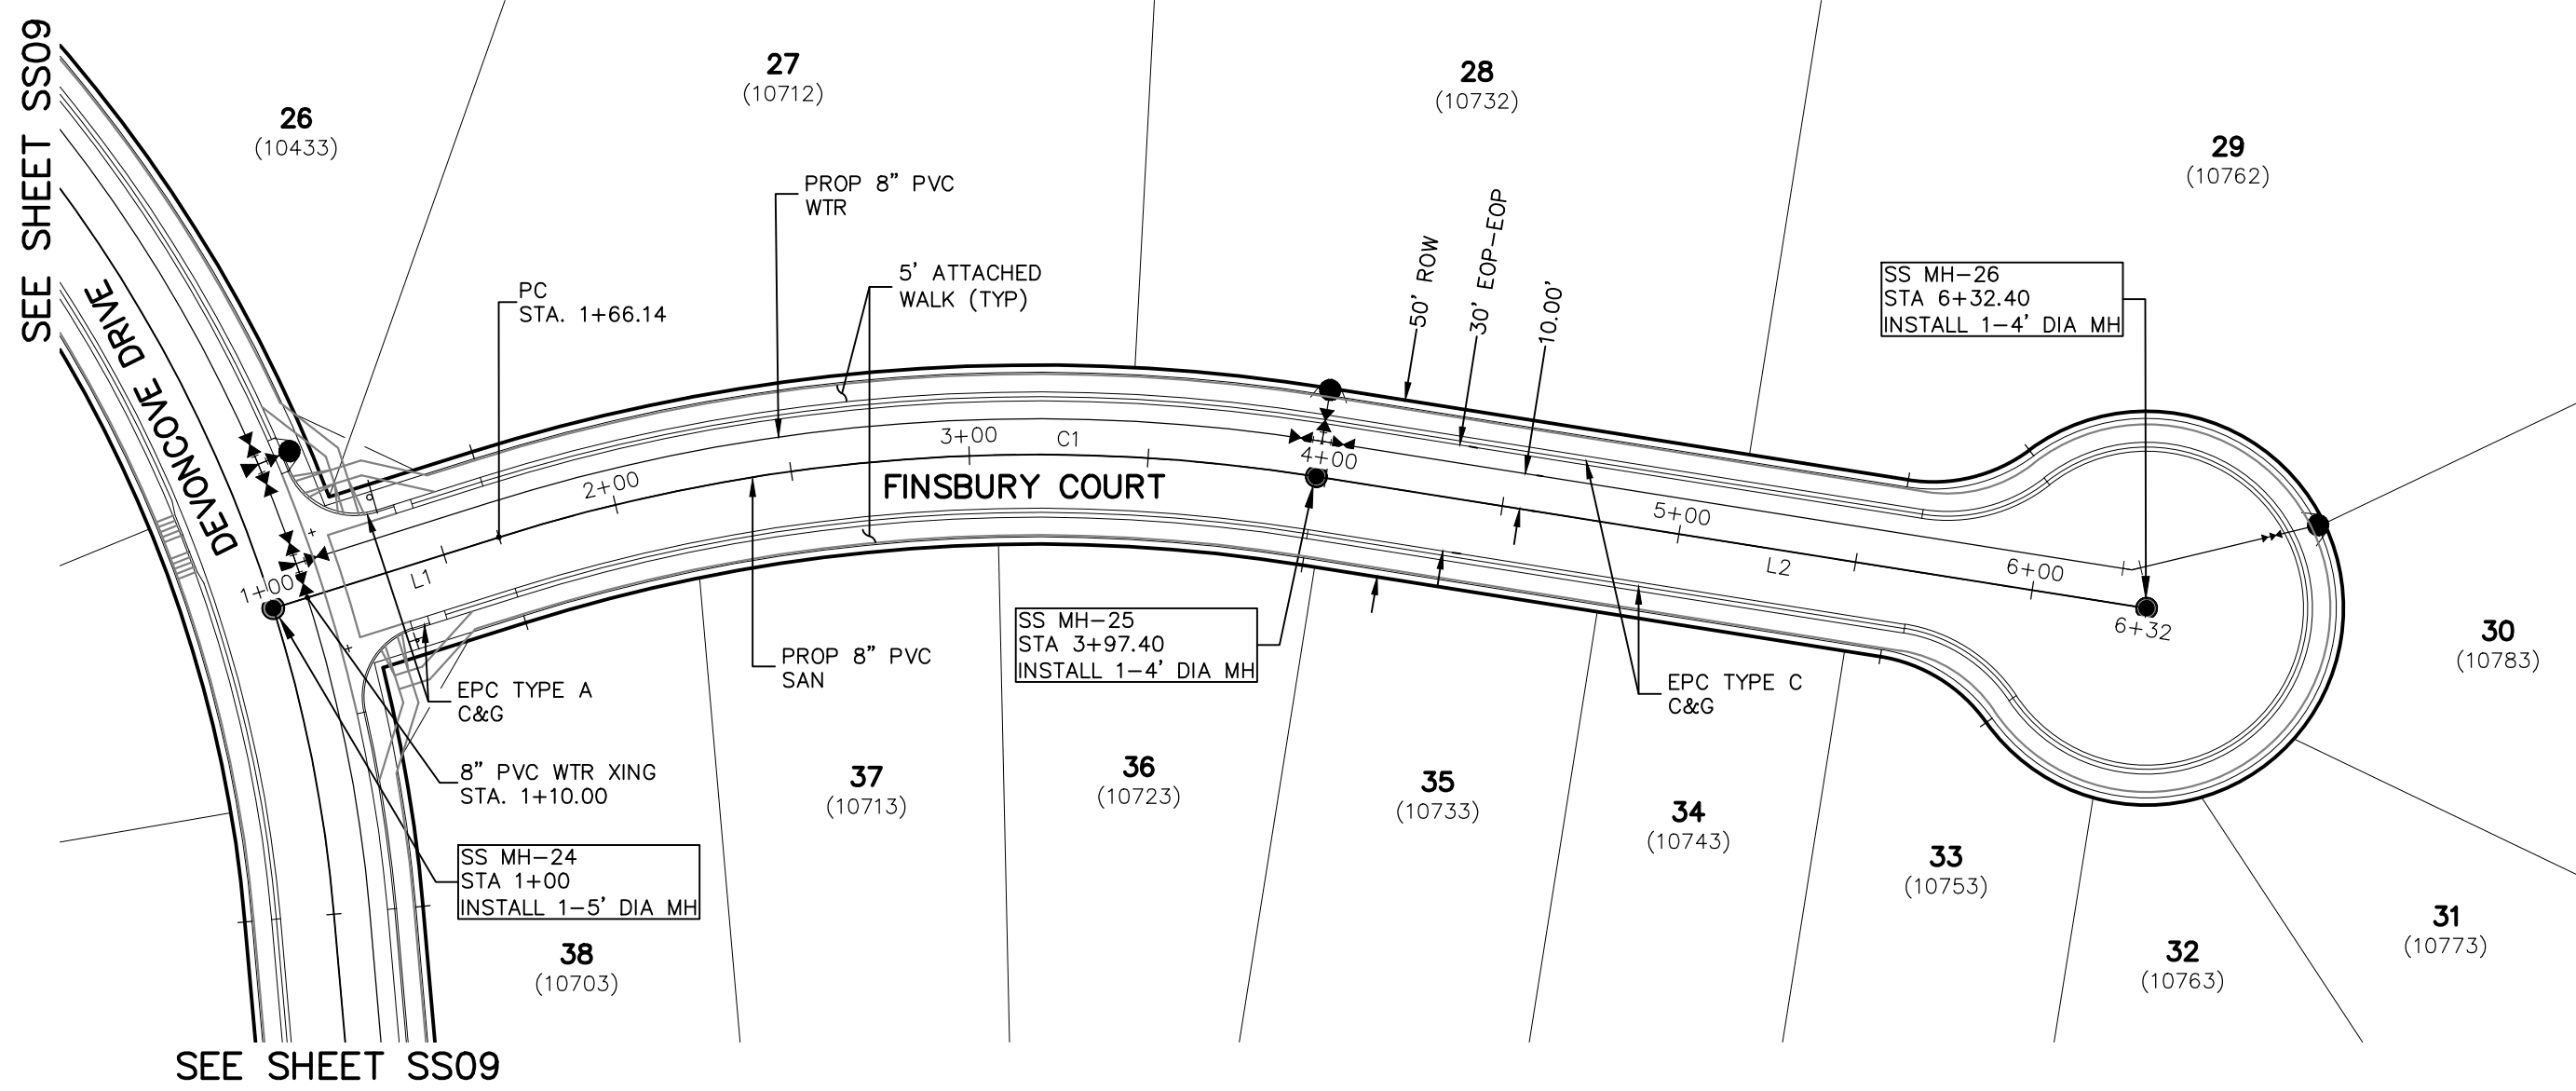 SEE SHEET SS09
26
(10433)
27
(10712)
28
(10732)
29
(10762)
PROP 8" PVC
WTR
5' ATTACHED
WALK (TYP)
PC
STA. 1+66.14
50' ROW
30' EOP-EOP
10.00'
SS MH-26
STA 6+32.40
INSTALL 1-4' DIA MH
DEVONCOVE DRIVE
1+00
L1
2+00
3+00
C1
4+00
FINSBURY COURT
5+00
L2
6+00
6+32
SS MH-25
STA 3+97.40
INSTALL 1-4' DIA MH
PROP 8" PVC
SAN
EPC TYPE A
C&G
EPC TYPE C
C&G
8" PVC WTR XING
STA. 1+10.00
SS MH-24
STA 1+00
INSTALL 1-5' DIA MH
30
(10783)
37
(10713)
36
(10723)
35
(10733)
34
(10743)
33
(10753)
31
(10773)
32
(10763)
38
(10703)
SEE SHEET SS09